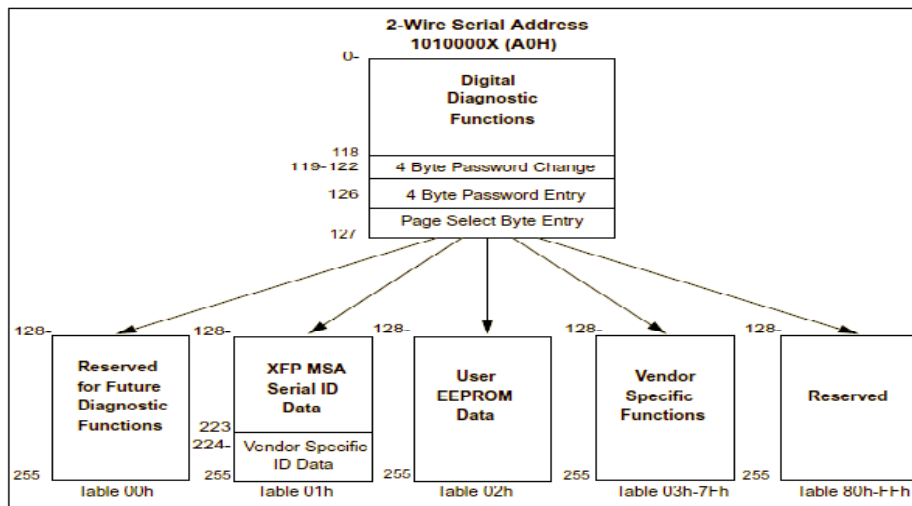 2-Wire Serial Address
1010000X (A0H)
0-
Digital
Diagnostic
Functions
118
119-122
4 Byte Password Change
126
4 Byte Password Entry
Page Select Byte Entry
127
128-
Reserved
for Future
Diagnostic
Functions
255
Table 00h
128-
XFP MSA
Serial ID
Data
223
224-
Vendor Specific
ID Data
255
Table 01h
128-
User
EEPROM
Data
255
Table 02h
128-
Vendor
Specific
Functions
255
Table 03h-7Fh
128-
Reserved
255
Table 80h-FFh